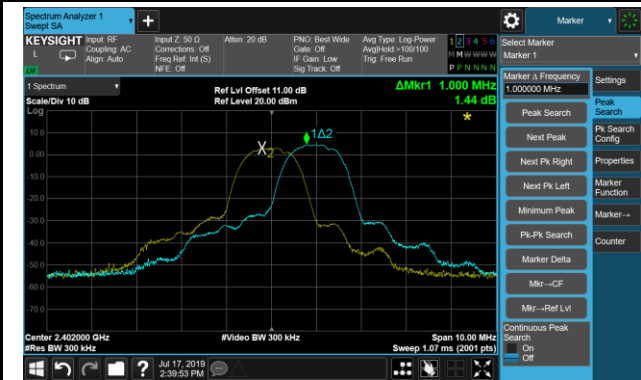 Spectrum Analyzer 1
Swept SA
Marker
KEYSIGHT
L
LW
Input: RF
Coupling: AC
Align: Auto
Input Z: 50 Ω
Corrections: Off
Freq Ref: Int (S)
NFE: Off
Atten: 20 dB
PNO: Best Wide
Gate: Off
IF Gain: Low
Sig Track: Off
Avg Type: Log-Power
Avg|Hold >100/100
Trig: Free Run
1 2 3 4 5 6
M M W W W W
P P N N N N
Select Marker
Marker 1
1 Spectrum
Scale/Div 10 dB
Log
Ref Lvl Offset 11.00 dB
Ref Level 20.00 dBm
ΔMkr1 1.000 MHz
1.44 dB
*
10.0
0.00
-10.0
-20.0
-30.0
-40.0
-50.0
-60.0
-70.0
X2
1Δ2
Center 2.402000 GHz
#Res BW 300 kHz
#Video BW 300 kHz
Span 10.00 MHz
Sweep 1.07 ms (2001 pts)
Marker Δ Frequency
1.000000 MHz
Peak Search
Next Peak
Next Pk Right
Next Pk Left
Minimum Peak
Pk-Pk Search
Marker Delta
Mkr→CF
Mkr→Ref Lvl
Continuous Peak
Search
On
Off
Settings
Peak
Search
Pk Search
Config
Properties
Marker
Function
Marker→
Counter
?
Jul 17, 2019
2:39:53 PM